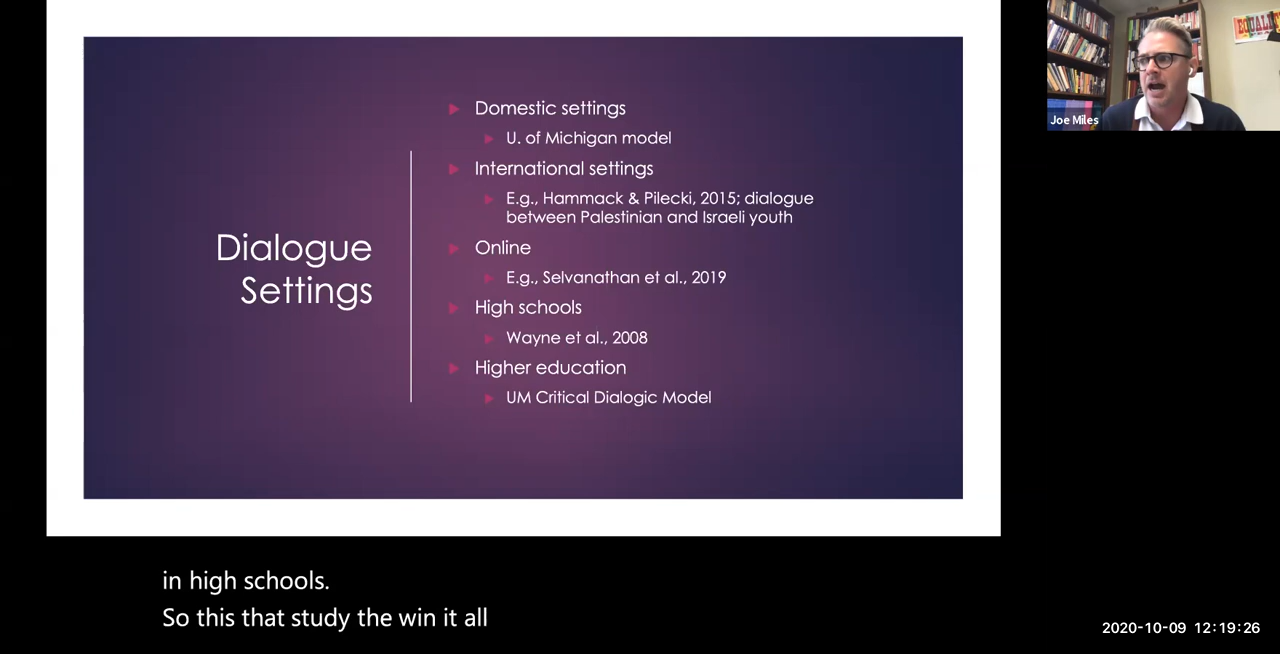 Dialogue
Settings
Domestic settings
U. of Michigan model
International settings
E.g., Hammack & Pilecki, 2015; dialogue
between Palestinian and Israeli youth
Online
E.g., Selvanathan et al., 2019
High schools
Wayne et al., 2008
Higher education
UM Critical Dialogic Model
Joe Miles
in high schools.
So this that study the win it all
2020-10-09 12:19:26